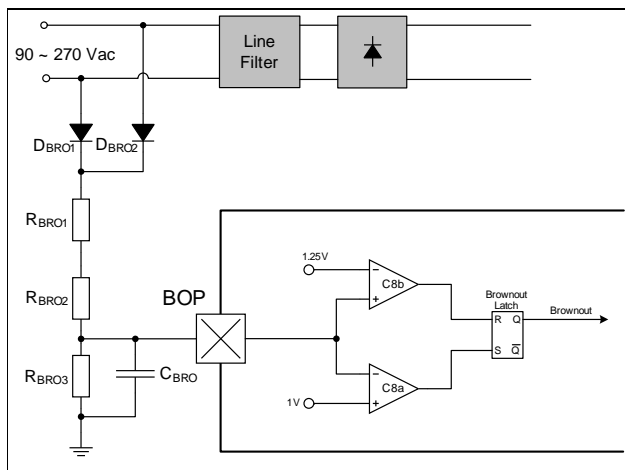 90 ~ 270 Vac
Line
Filter
DBRO1
DBRO2
RBRO1
RBRO2
RBRO3
CBRO
BOP
1.25V
C8b
1V
C8a
Brownout
Latch
R Q
S Q̅
Brownout